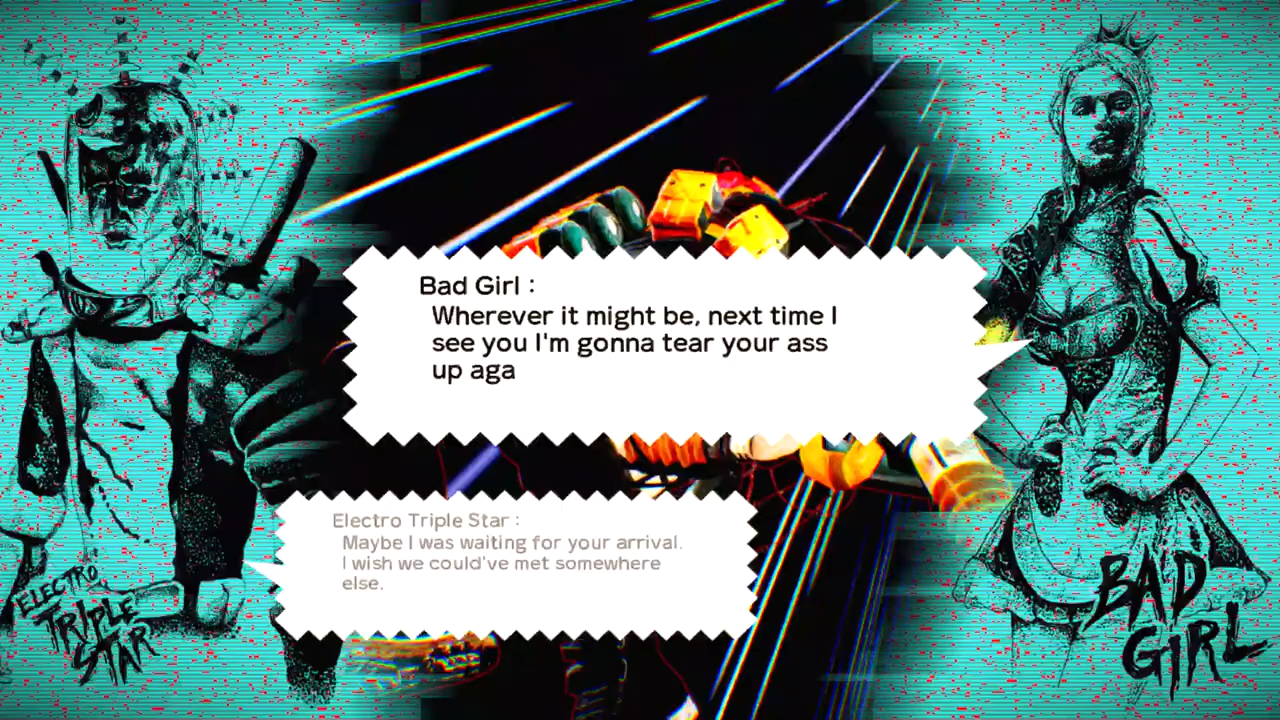 Bad Girl :
Wherever it might be, next time I
see you I'm gonna tear your ass
up aga
Electro Triple Star :
Maybe I was waiting for your arrival.
I wish we could've met somewhere
else.
ELECTRO
TRIPLE
STAR
BAD
GIRL